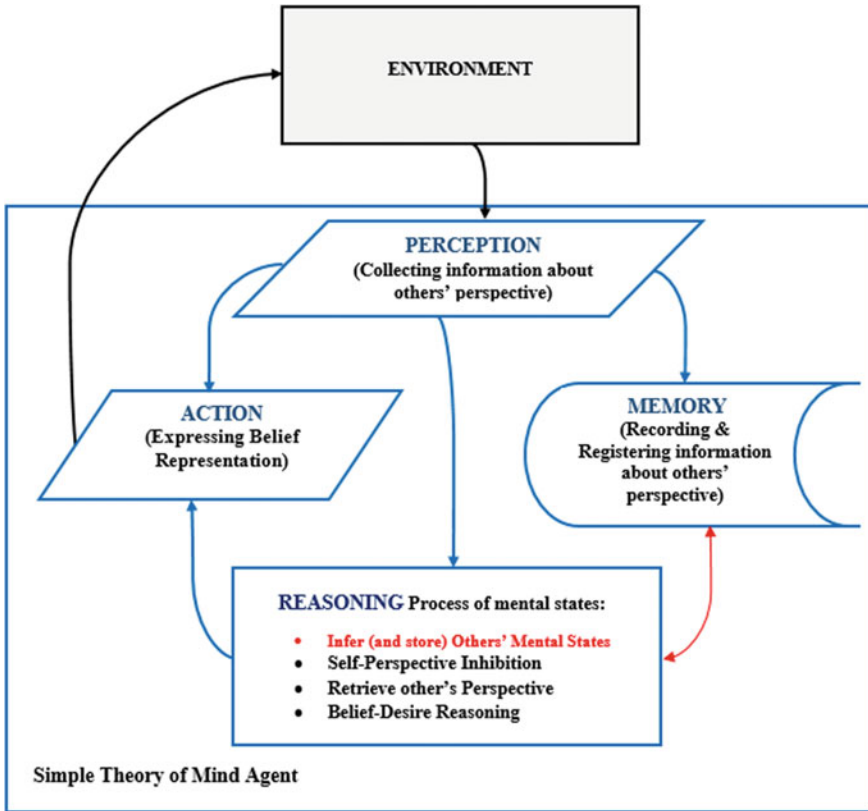 ENVIRONMENT
PERCEPTION
(Collecting information about
others’ perspective)
ACTION
(Expressing Belief
Representation)
MEMORY
(Recording &
Registering information
about others’
perspective)
REASONING Process of mental states:
• Infer (and store) Others’ Mental States
• Self-Perspective Inhibition
• Retrieve other’s Perspective
• Belief-Desire Reasoning
Simple Theory of Mind Agent